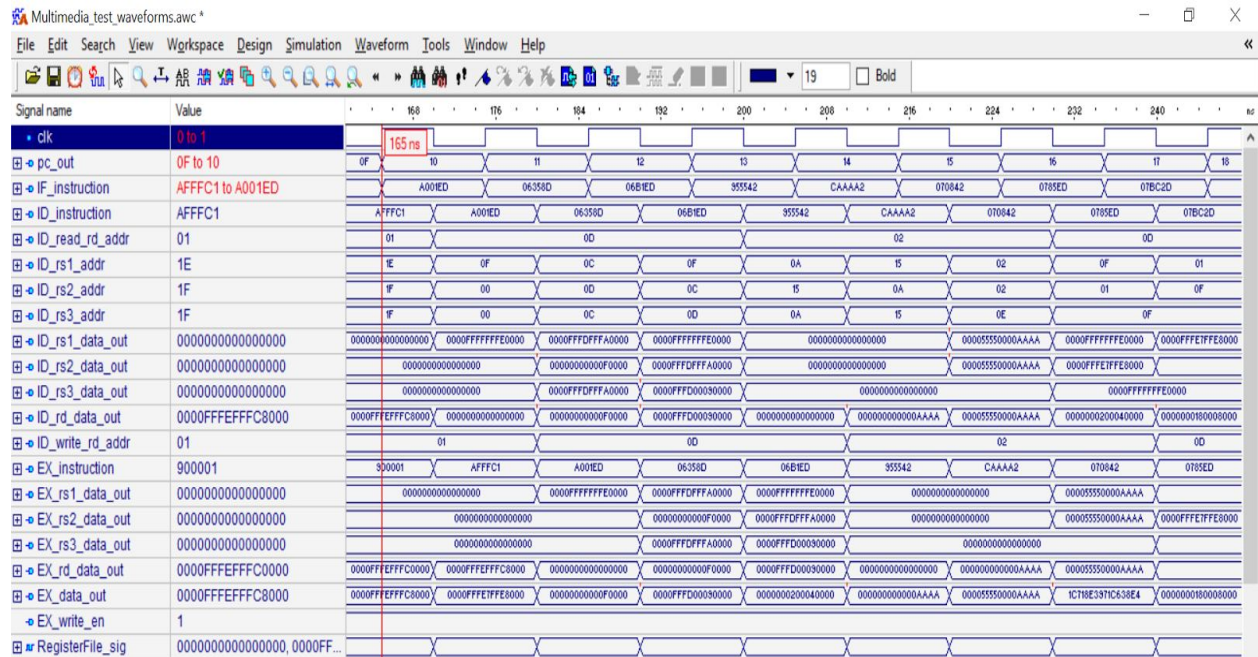 Multimedia_test_waveforms.awc *
File Edit Search View Workspace Design Simulation Waveform Tools Window Help
19 Bold
Signal name Value 168 176 184 192 200 208 216 224 232 240 ns
clk 0 to 1 165 ns
pc_out 0F to 10 0F 10 11 12 13 14 15 16 17 18
IF_instruction AFFFC1 to A001ED A001ED 06358D 06B1ED 955542 CAAAA2 070842 0785ED 07BC2D
ID_instruction AFFFC1 AFFFC1 A001ED 06358D 06B1ED 955542 CAAAA2 070842 0785ED 07BC2D
ID_read_rd_addr 01 01 0D 02 0D
ID_rs1_addr 1E 1E 0F 0C 0F 0A 15 02 0F 01
ID_rs2_addr 1F 1F 00 0D 0C 15 0A 02 01 0F
ID_rs3_addr 1F 1F 00 0C 0D 0A 15 0E 0F
ID_rs1_data_out 0000000000000000 0000000000000000 0000FFFFFFFE0000 0000FFFDFFFA0000 0000FFFFFFFE0000 0000000000000000 000055550000AAAA 0000FFFFFFFE0000 0000FFFE7FFE8000
ID_rs2_data_out 0000000000000000 0000000000000000 00000000000F0000 0000FFFDFFFA0000 0000000000000000 000055550000AAAA 0000FFFE7FFE8000
ID_rs3_data_out 0000000000000000 0000000000000000 0000FFFDFFFA0000 0000FFFD00090000 0000000000000000 0000FFFFFFFE0000
ID_rd_data_out 0000FFFEFFFC8000 0000FFFEFFFC8000 0000000000000000 00000000000F0000 0000FFFD00090000 0000000000000000 000000000000AAAA 000055550000AAAA 0000000200040000 0000000180008000
ID_write_rd_addr 01 01 0D 02 0D
EX_instruction 900001 900001 AFFFC1 A001ED 06358D 06B1ED 955542 CAAAA2 070842 0785ED
EX_rs1_data_out 0000000000000000 0000000000000000 0000FFFFFFFE0000 0000FFFDFFFA0000 0000FFFFFFFE0000 0000000000000000 000055550000AAAA
EX_rs2_data_out 0000000000000000 0000000000000000 00000000000F0000 0000FFFDFFFA0000 0000000000000000 000055550000AAAA 0000FFFE7FFE8000
EX_rs3_data_out 0000000000000000 0000000000000000 0000FFFDFFFA0000 0000FFFD00090000 0000000000000000
EX_rd_data_out 0000FFFEFFFC0000 0000FFFEFFFC0000 0000FFFEFFFC8000 0000000000000000 00000000000F0000 0000FFFD00090000 0000000000000000 000000000000AAAA 000055550000AAAA
EX_data_out 0000FFFEFFFC8000 0000FFFEFFFC8000 0000FFFE7FFE8000 00000000000F0000 0000FFFD00090000 0000000200040000 000000000000AAAA 000055550000AAAA 1C718E3971C638E4 0000000180008000
EX_write_en 1
RegisterFile_sig 0000000000000000, 0000FF...